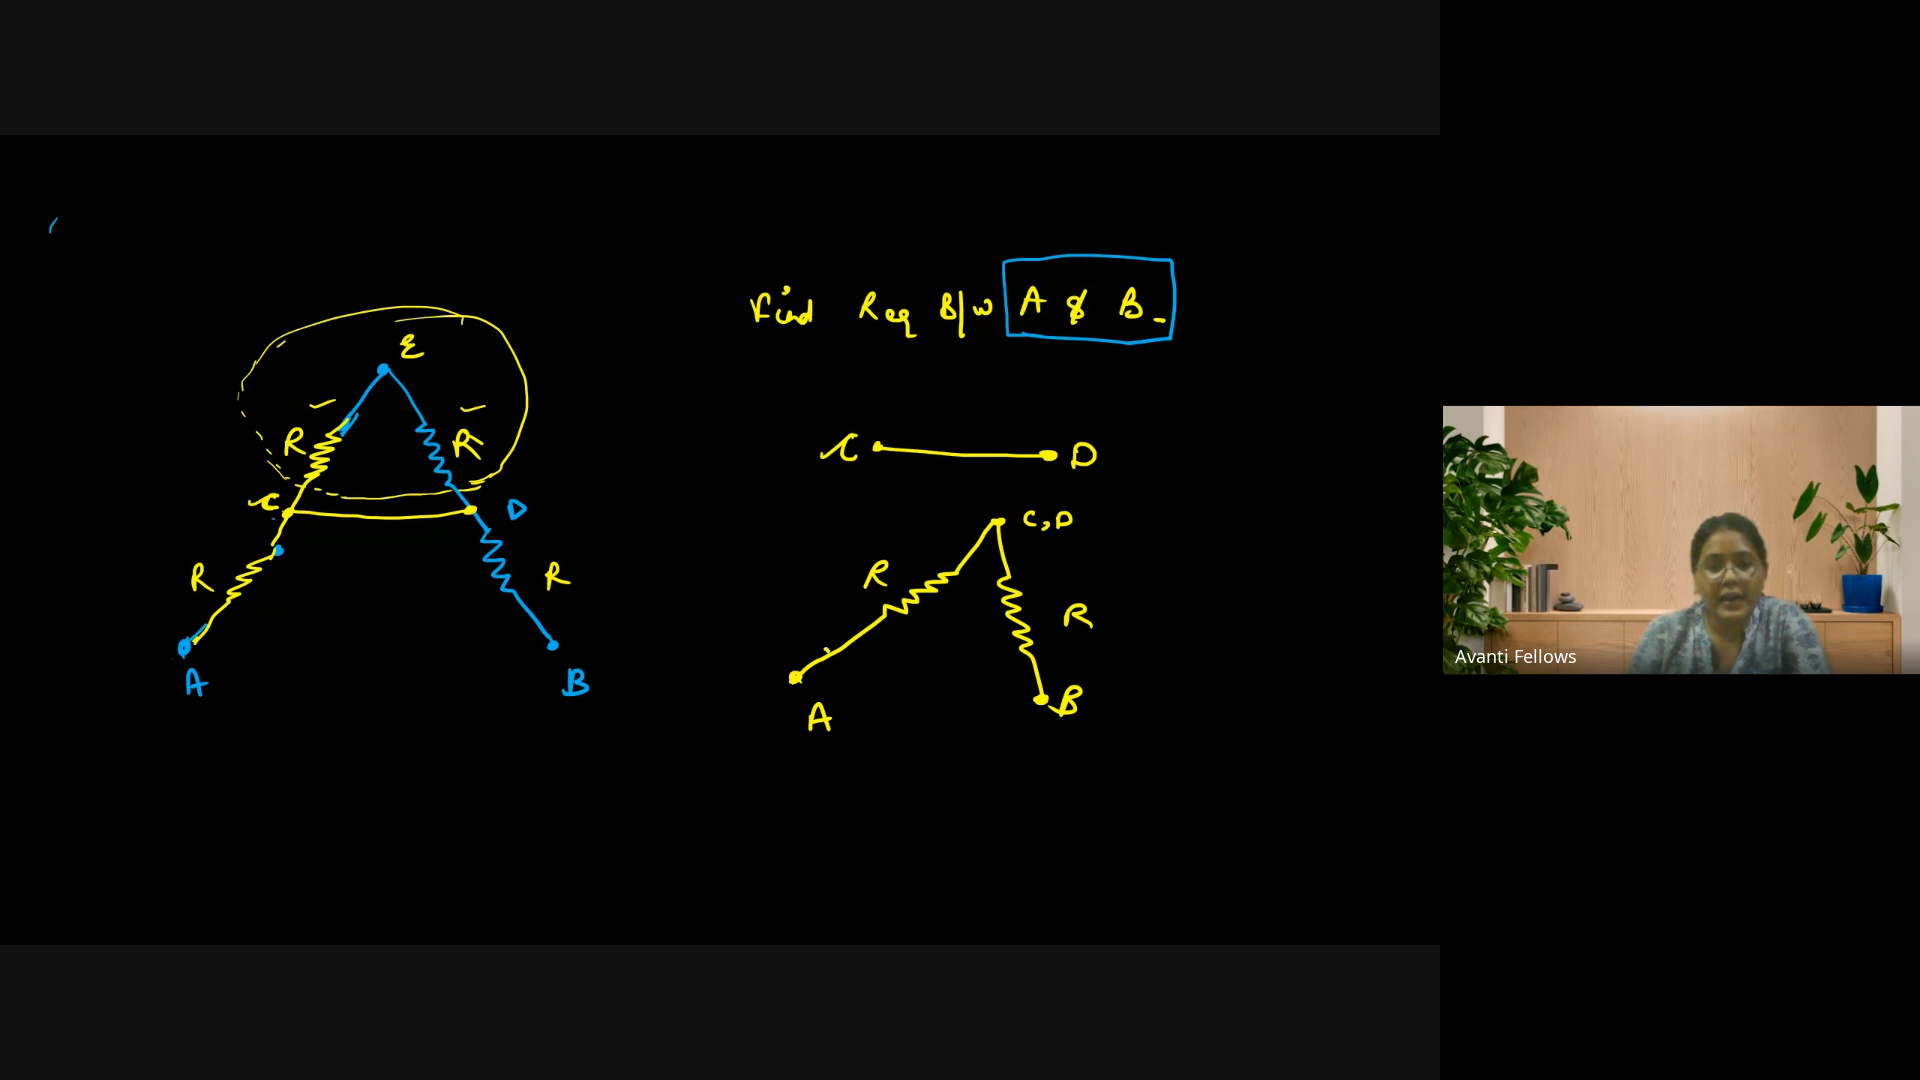 Find Req B/w A & B
E
R R
C D
R R
A B
C D
C, D
R R
A B
Avanti Fellows